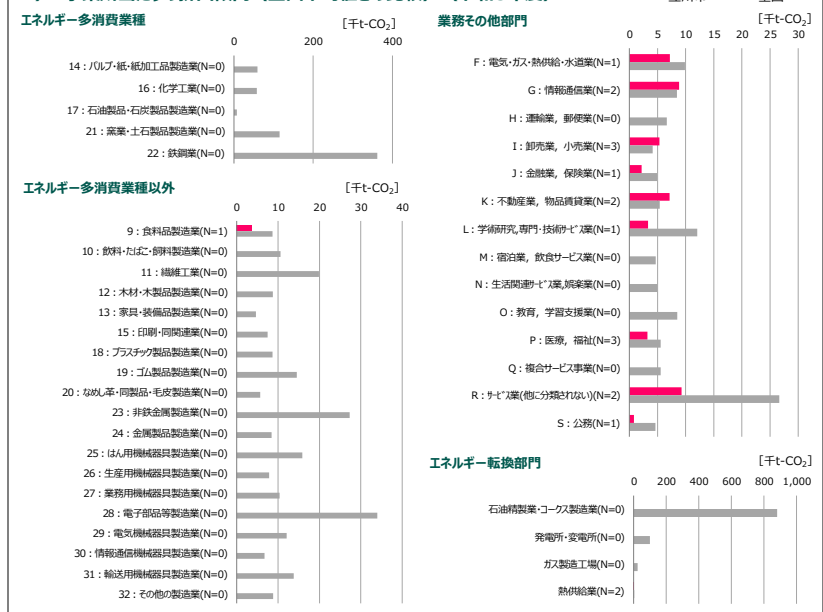 エネルギー多消費業種
[千t-CO₂]
0 200 400
14：パルプ・紙・紙加工品製造業(N=0)
16：化学工業(N=0)
17：石油製品・石炭製品製造業(N=0)
21：窯業・土石製品製造業(N=0)
22：鉄鋼業(N=0)
エネルギー多消費業種以外
[千t-CO₂]
0 10 20 30 40
9：食料品製造業(N=1)
10：飲料・たばこ・飼料製造業(N=0)
11：繊維工業(N=0)
12：木材・木製品製造業(N=0)
13：家具・装備品製造業(N=0)
15：印刷・同関連業(N=0)
18：プラスチック製品製造業(N=0)
19：ゴム製品製造業(N=0)
20：なめし革・同製品・毛皮製造業(N=0)
23：非鉄金属製造業(N=0)
24：金属製品製造業(N=0)
25：はん用機械器具製造業(N=0)
26：生産用機械器具製造業(N=0)
27：業務用機械器具製造業(N=0)
28：電子部品等製造業(N=0)
29：電気機械器具製造業(N=0)
30：情報通信機械器具製造業(N=0)
31：輸送用機械器具製造業(N=0)
32：その他の製造業(N=0)
業務その他部門
[千t-CO₂]
0 5 10 15 20 25 30
F：電気・ガス・熱供給・水道業(N=1)
G：情報通信業(N=2)
H：運輸業，郵便業(N=0)
I：卸売業，小売業(N=3)
J：金融業，保険業(N=1)
K：不動産業，物品賃貸業(N=2)
L：学術研究,専門・技術ｻｰﾋﾞｽ業(N=1)
M：宿泊業，飲食サービス業(N=0)
N：生活関連ｻｰﾋﾞｽ業,娯楽業(N=0)
O：教育，学習支援業(N=0)
P：医療，福祉(N=3)
Q：複合サービス事業(N=0)
R：ｻｰﾋﾞｽ業(他に分類されない)(N=2)
S：公務(N=1)
エネルギー転換部門
[千t-CO₂]
0 200 400 600 800 1,000
石油精製業・コークス製造業(N=0)
発電所・変電所(N=0)
ガス製造工場(N=0)
熱供給業(N=2)